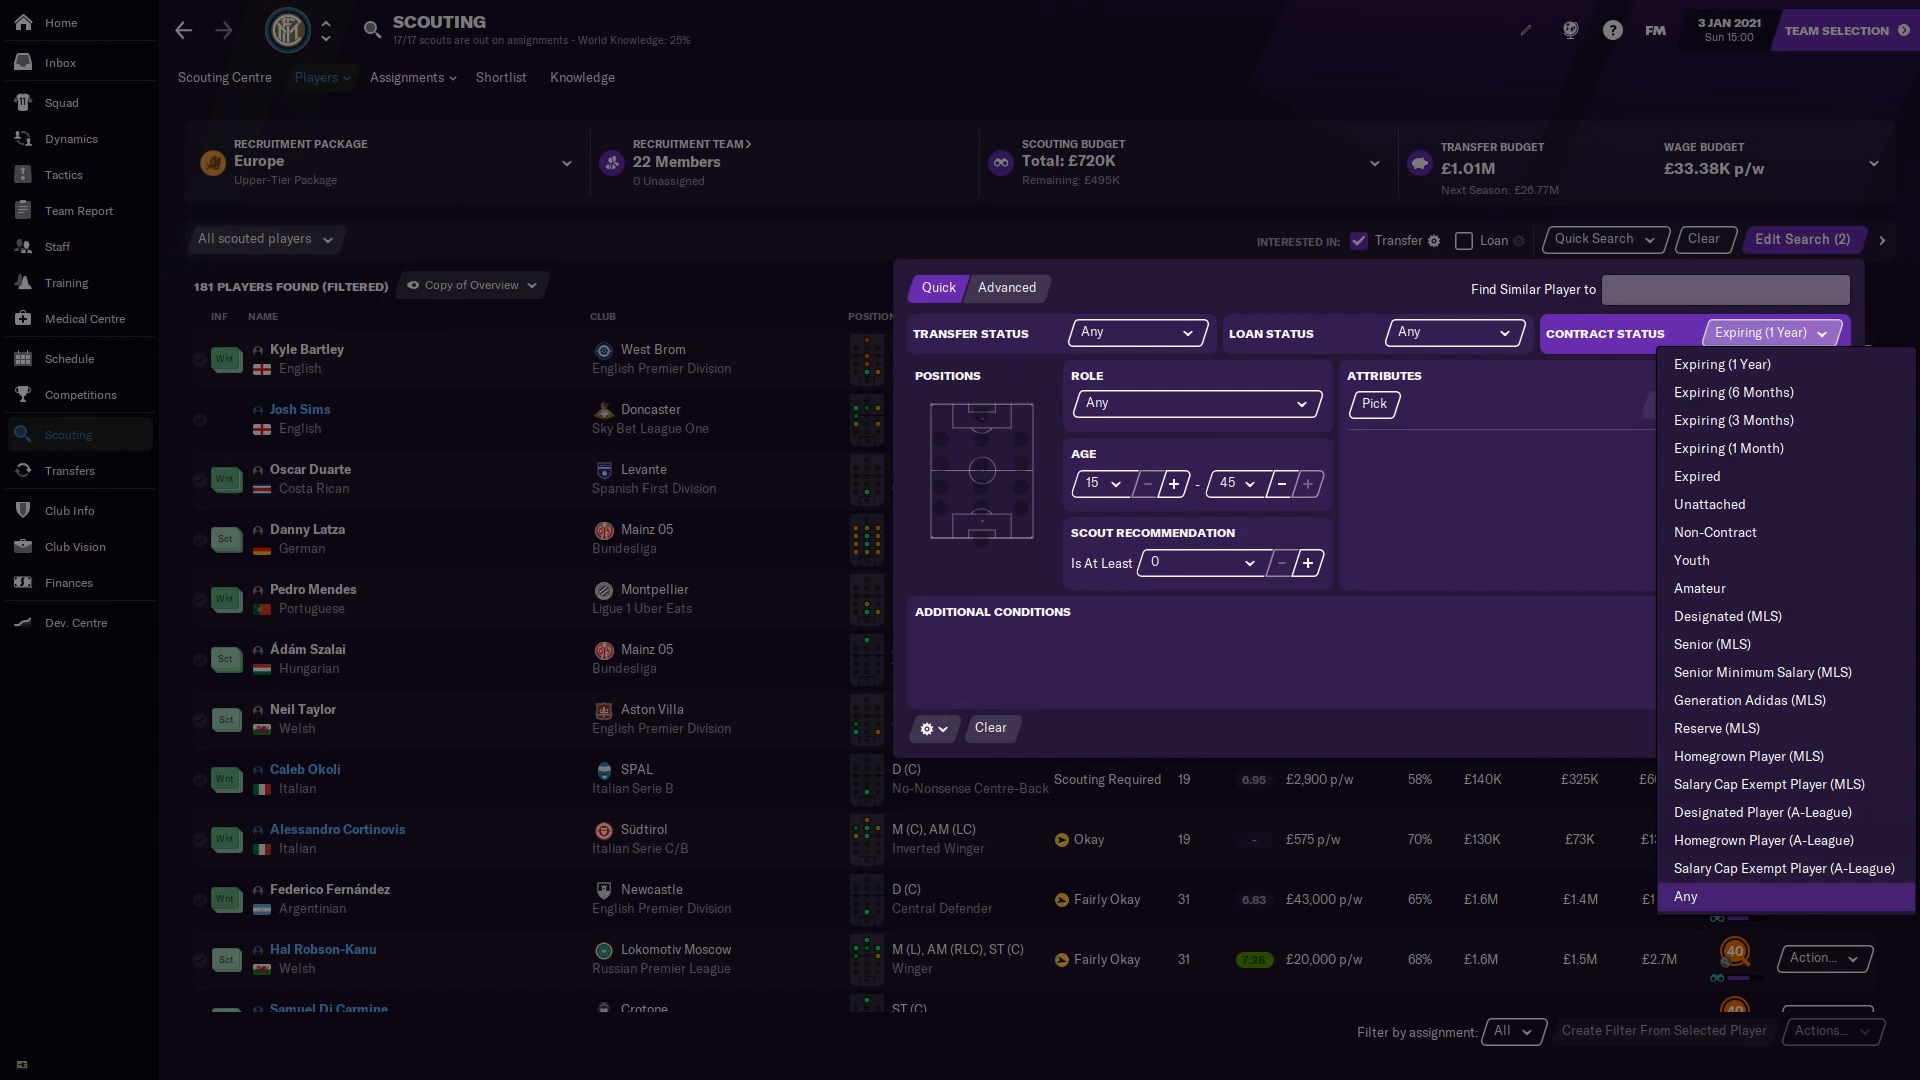 Home
Inbox
Squad
Dynamics
Tactics
Team Report
Staff
Training
Medical Centre
Schedule
Competitions
Scouting
Transfers
Club Info
Club Vision
Finances
Dev. Centre
SCOUTING
17/17 scouts are out on assignments - World Knowledge: 25%
FM
3 JAN 2021
Sun 15:00
TEAM SELECTION
Scouting Centre
Players
Assignments
Shortlist
Knowledge
RECRUITMENT PACKAGE
Europe
Upper-Tier Package
RECRUITMENT TEAM>
22 Members
0 Unassigned
SCOUTING BUDGET
Total: £720K
Remaining: £495K
TRANSFER BUDGET
£1.01M
Next Season: £26.77M
WAGE BUDGET
£33.38K p/w
All scouted players
INTERESTED IN:
Transfer
Loan
Quick Search
Clear
Edit Search (2)
181 PLAYERS FOUND (FILTERED)
Copy of Overview
INF
NAME
CLUB
POSITION
Quick
Advanced
Find Similar Player to
TRANSFER STATUS
Any
LOAN STATUS
Any
CONTRACT STATUS
Expiring (1 Year)
POSITIONS
ROLE
Any
ATTRIBUTES
Pick
AGE
15
-
+
-
45
-
+
SCOUT RECOMMENDATION
Is At Least
0
-
+
ADDITIONAL CONDITIONS
Clear
Expiring (1 Year)
Expiring (6 Months)
Expiring (3 Months)
Expiring (1 Month)
Expired
Unattached
Non-Contract
Youth
Amateur
Designated (MLS)
Senior (MLS)
Senior Minimum Salary (MLS)
Generation Adidas (MLS)
Reserve (MLS)
Homegrown Player (MLS)
Salary Cap Exempt Player (MLS)
Designated Player (A-League)
Homegrown Player (A-League)
Salary Cap Exempt Player (A-League)
Any
Wnt
Kyle Bartley
English
West Brom
English Premier Division
Josh Sims
English
Doncaster
Sky Bet League One
Wnt
Oscar Duarte
Costa Rican
Levante
Spanish First Division
Sct
Danny Latza
German
Mainz 05
Bundesliga
Wnt
Pedro Mendes
Portuguese
Montpellier
Ligue 1 Uber Eats
Sct
Ádám Szalai
Hungarian
Mainz 05
Bundesliga
Sct
Neil Taylor
Welsh
Aston Villa
English Premier Division
Wnt
Caleb Okoli
Italian
SPAL
Italian Serie B
D (C)
No-Nonsense Centre-Back
Scouting Required
19
6.95
£2,900 p/w
58%
£140K
£325K
Wnt
Alessandro Cortinovis
Italian
Südtirol
Italian Serie C/B
M (C), AM (LC)
Inverted Winger
Okay
19
-
£575 p/w
70%
£130K
£73K
Wnt
Federico Fernández
Argentinian
Newcastle
English Premier Division
D (C)
Central Defender
Fairly Okay
31
6.83
£43,000 p/w
65%
£1.6M
£1.4M
Sct
Hal Robson-Kanu
Welsh
Lokomotiv Moscow
Russian Premier League
M (L), AM (RLC), ST (C)
Winger
Fairly Okay
31
7.28
£20,000 p/w
68%
£1.6M
£1.5M
£2.7M
40
Action...
Samuel Di Carmine
Crotone
ST (C)
40
Filter by assignment:
All
Create Filter From Selected Player
Actions...